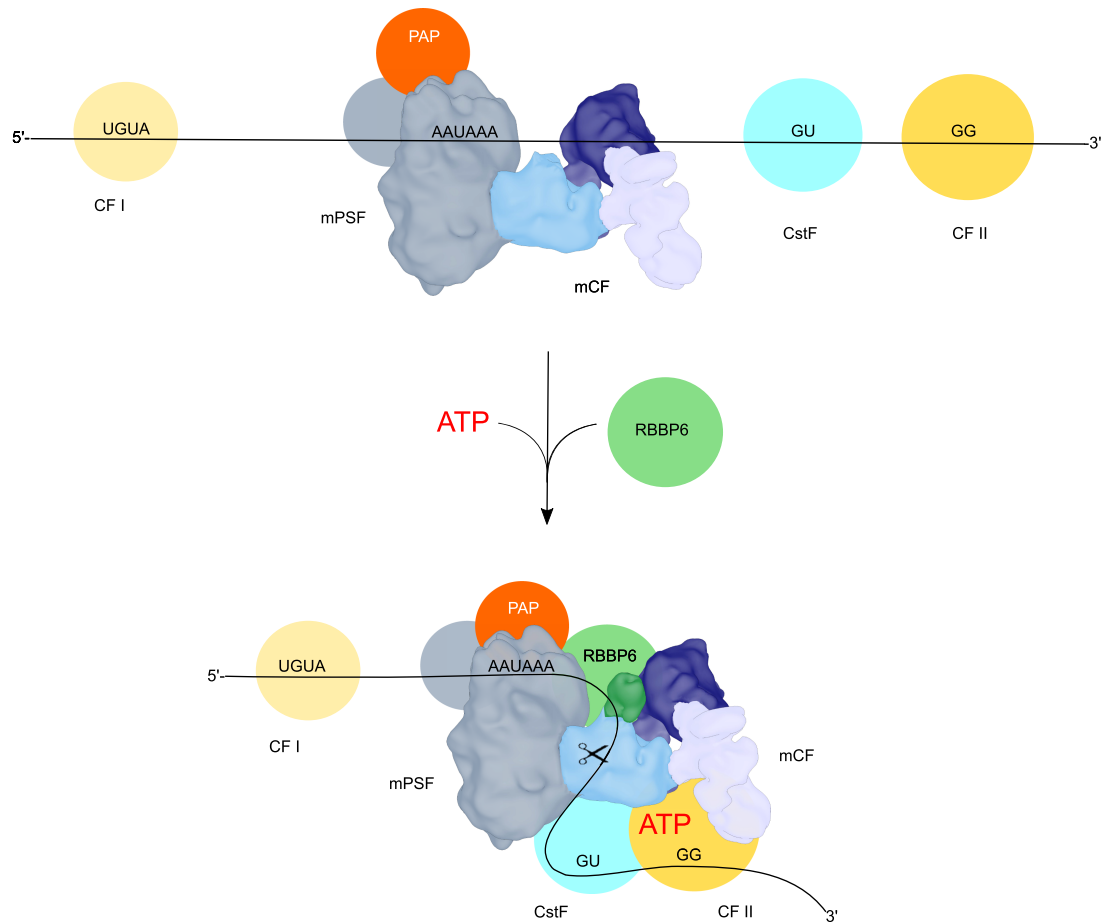 PAP
UGUA
AAUAAA
GU
GG
5'-
-3'
CF I
mPSF
CstF
CF II
mCF
ATP
RBBP6
PAP
RBBP6
UGUA
AAUAAA
5'-
CF I
mPSF
mCF
ATP
GU
GG
CstF
CF II
3'